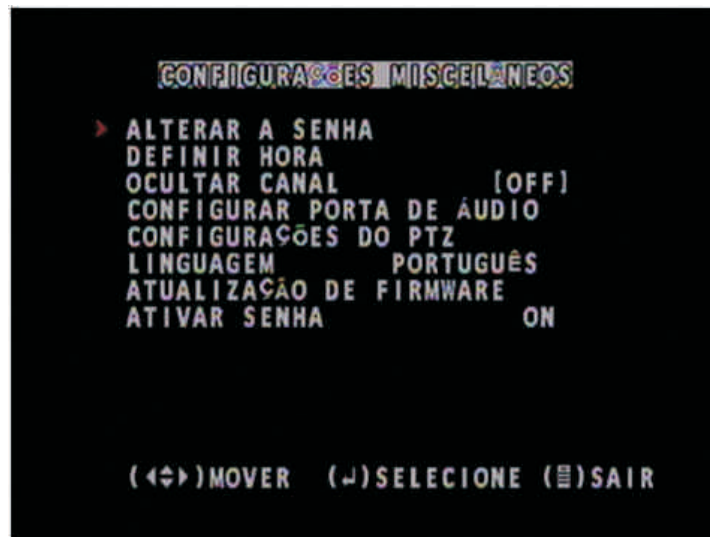 CONFIGURAÇÕES MISCELÂNEOS
ALTERAR A SENHA
DEFINIR HORA
OCULTAR CANAL [OFF]
CONFIGURAR PORTA DE ÁUDIO
CONFIGURAÇÕES DO PTZ
LINGUAGEM PORTUGUÊS
ATUALIZAÇÃO DE FIRMWARE
ATIVAR SENHA ON
()MOVER (↵)SELECIONE ()SAIR